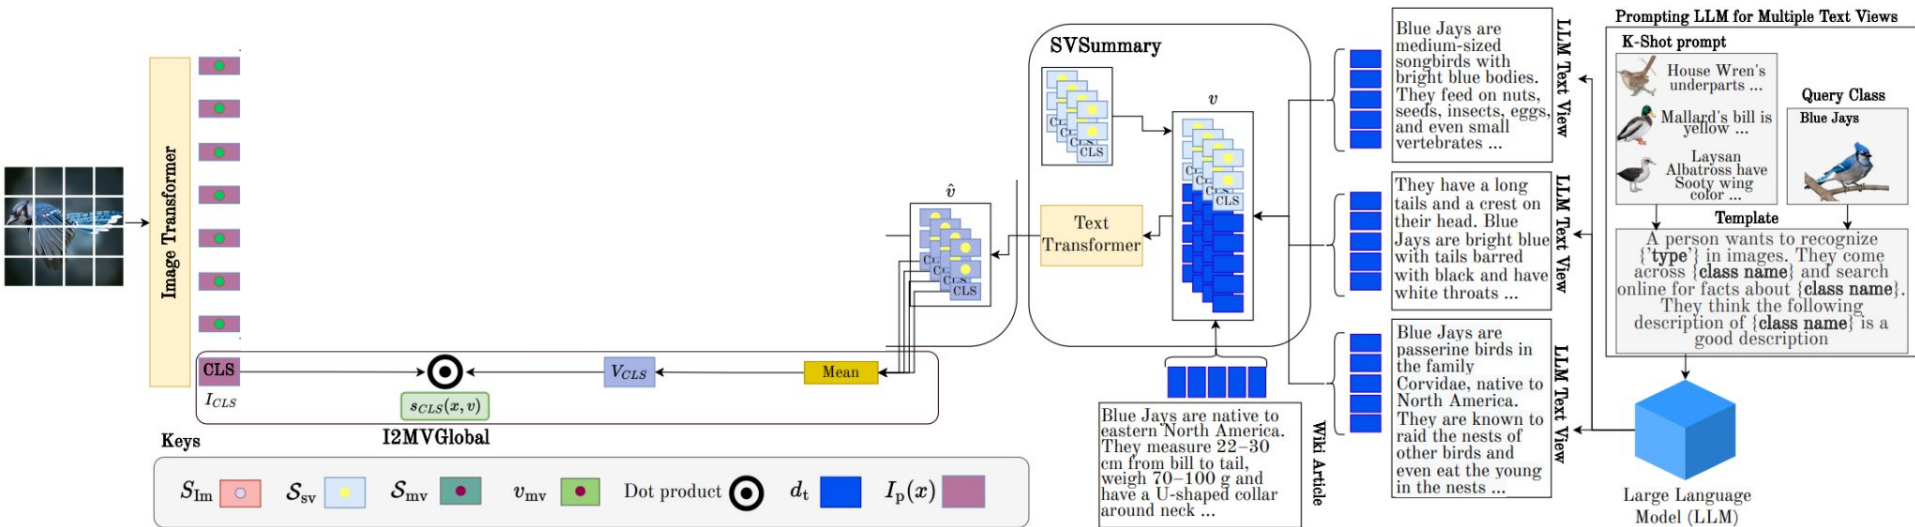 Image Transformer
CLS
I_CLS
s_CLS(x, v)
I2MVGlobal
V_CLS
Mean
v̂
CLS
SVSummary
CLS
Text
Transformer
v
CLS
Blue Jays are native to
eastern North America.
They measure 22–30
cm from bill to tail,
weigh 70–100 g and
have a U-shaped collar
around neck ...
Wiki Article
Blue Jays are
medium-sized
songbirds with
bright blue bodies.
They feed on nuts,
seeds, insects, eggs,
and even small
vertebrates ...
LLM Text View
They have a long
tails and a crest on
their head. Blue
Jays are bright blue
with tails barred
with black and have
white throats ...
LLM Text View
Blue Jays are
passerine birds in
the family
Corvidae, native to
North America.
They are known to
raid the nests of
other birds and
even eat the young
in the nests ...
LLM Text View
Prompting LLM for Multiple Text Views
K-Shot prompt
House Wren's
underparts ...
Mallard's bill is
yellow ...
Laysan
Albatross have
Sooty wing
color ...
Query Class
Blue Jays
Template
A person wants to recognize
{'type'} in images. They come
across {class name} and search
online for facts about {class name}.
They think the following
description of {class name} is a
good description
Large Language
Model (LLM)
Keys
S_Im
S_sv
S_mv
v_mv
Dot product
d_t
I_p(x)